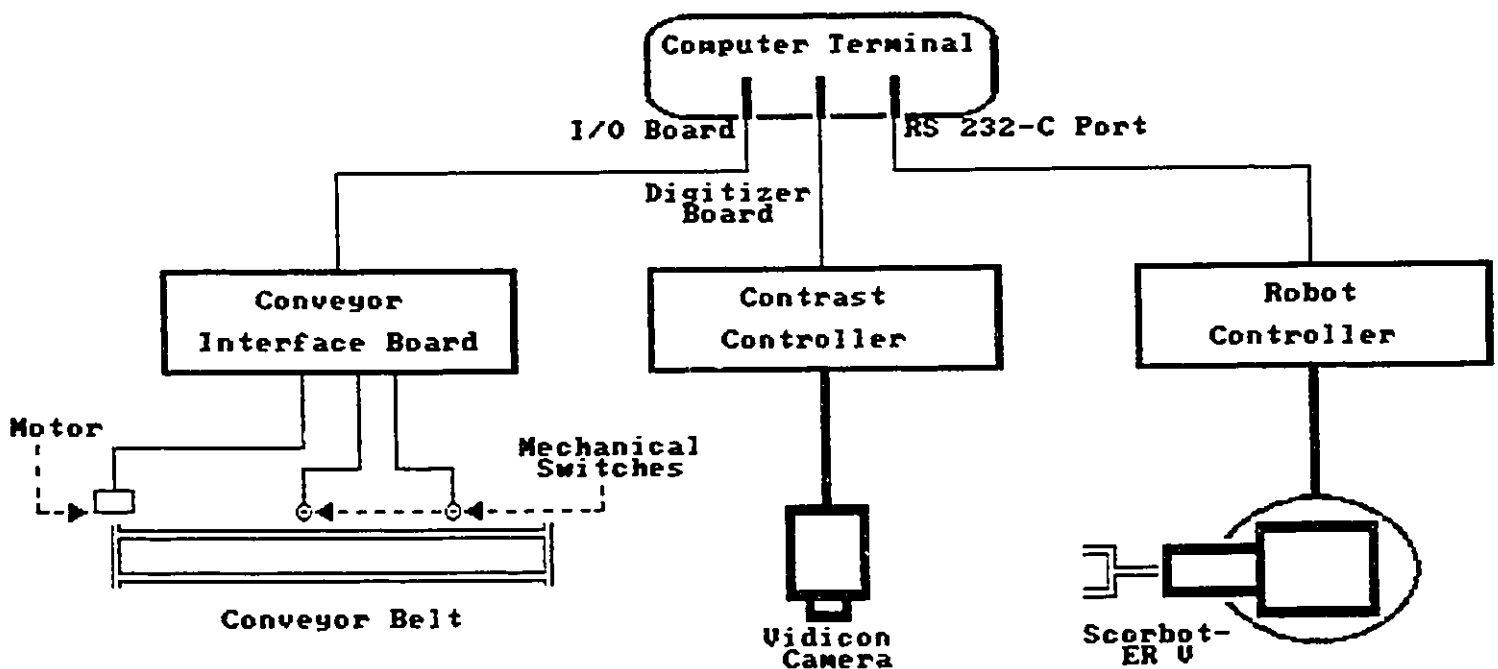 Computer Terminal
I/O Board
RS 232-C Port
Digitizer
Board
Conveyor
Interface Board
Contrast
Controller
Robot
Controller
Motor
Mechanical
Switches
Conveyor Belt
Vidicon
Camera
Scorbot-
ER V